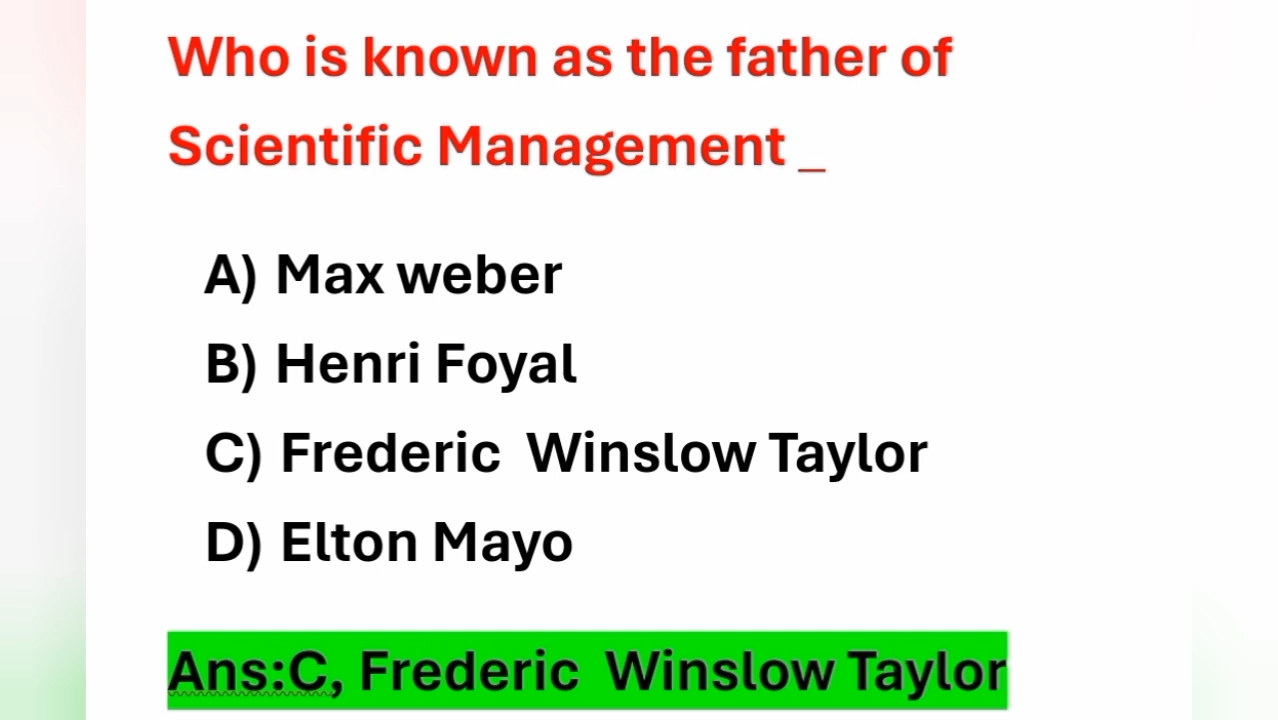 Who is known as the father of
Scientific Management _
A) Max weber
B) Henri Foyal
C) Frederic  Winslow Taylor
D) Elton Mayo
Ans:C, Frederic  Winslow Taylor